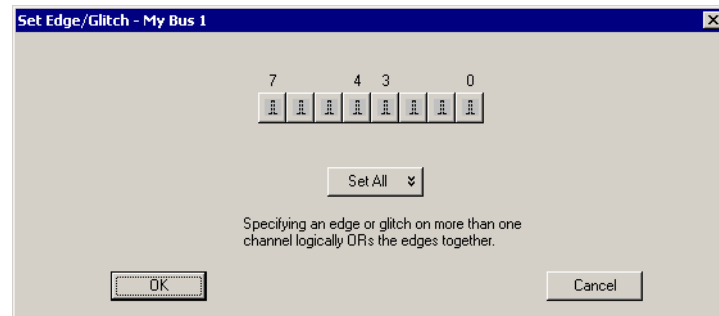 Set Edge/Glitch - My Bus 1
7 4 3 0
Set All
Specifying an edge or glitch on more than one
channel logically ORs the edges together.
OK Cancel